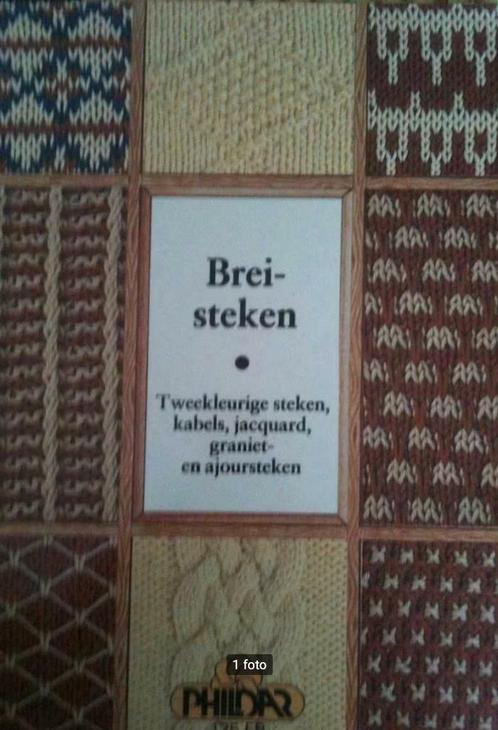 Brei-
steken
•
Tweekleurige steken,
kabels, jacquard,
graniet-
en ajoursteken
1 foto
PHILDAR